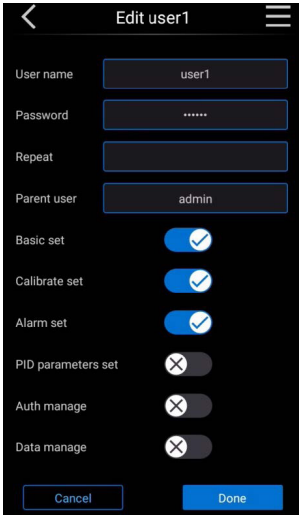 Edit user1
User name user1
Password ••••••
Repeat
Parent user admin
Basic set
Calibrate set
Alarm set
PID parameters set
Auth manage
Data manage
Cancel Done